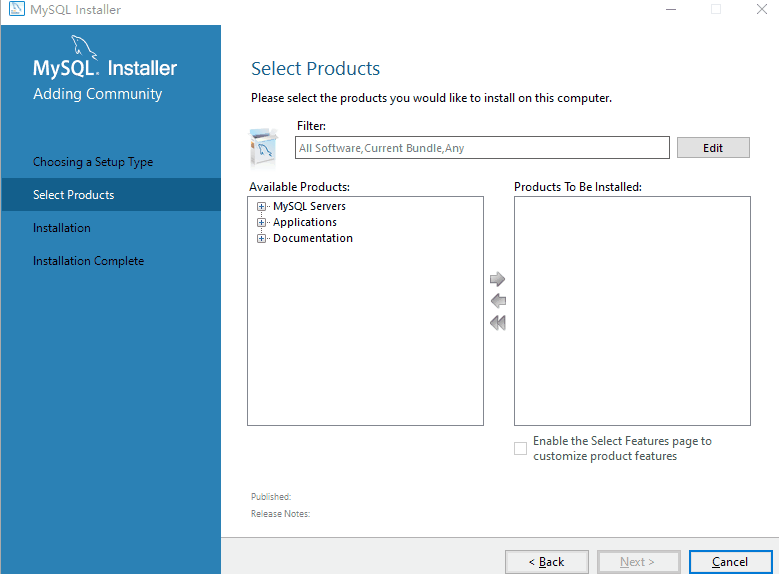 MySQL Installer
MySQL. Installer
Adding Community
Choosing a Setup Type
Select Products
Installation
Installation Complete
Select Products
Please select the products you would like to install on this computer.
Filter:
All Software,Current Bundle,Any
Edit
Available Products:
Products To Be Installed:
MySQL Servers
Applications
Documentation
Enable the Select Features page to
customize product features
Published:
Release Notes:
< Back
Next >
Cancel